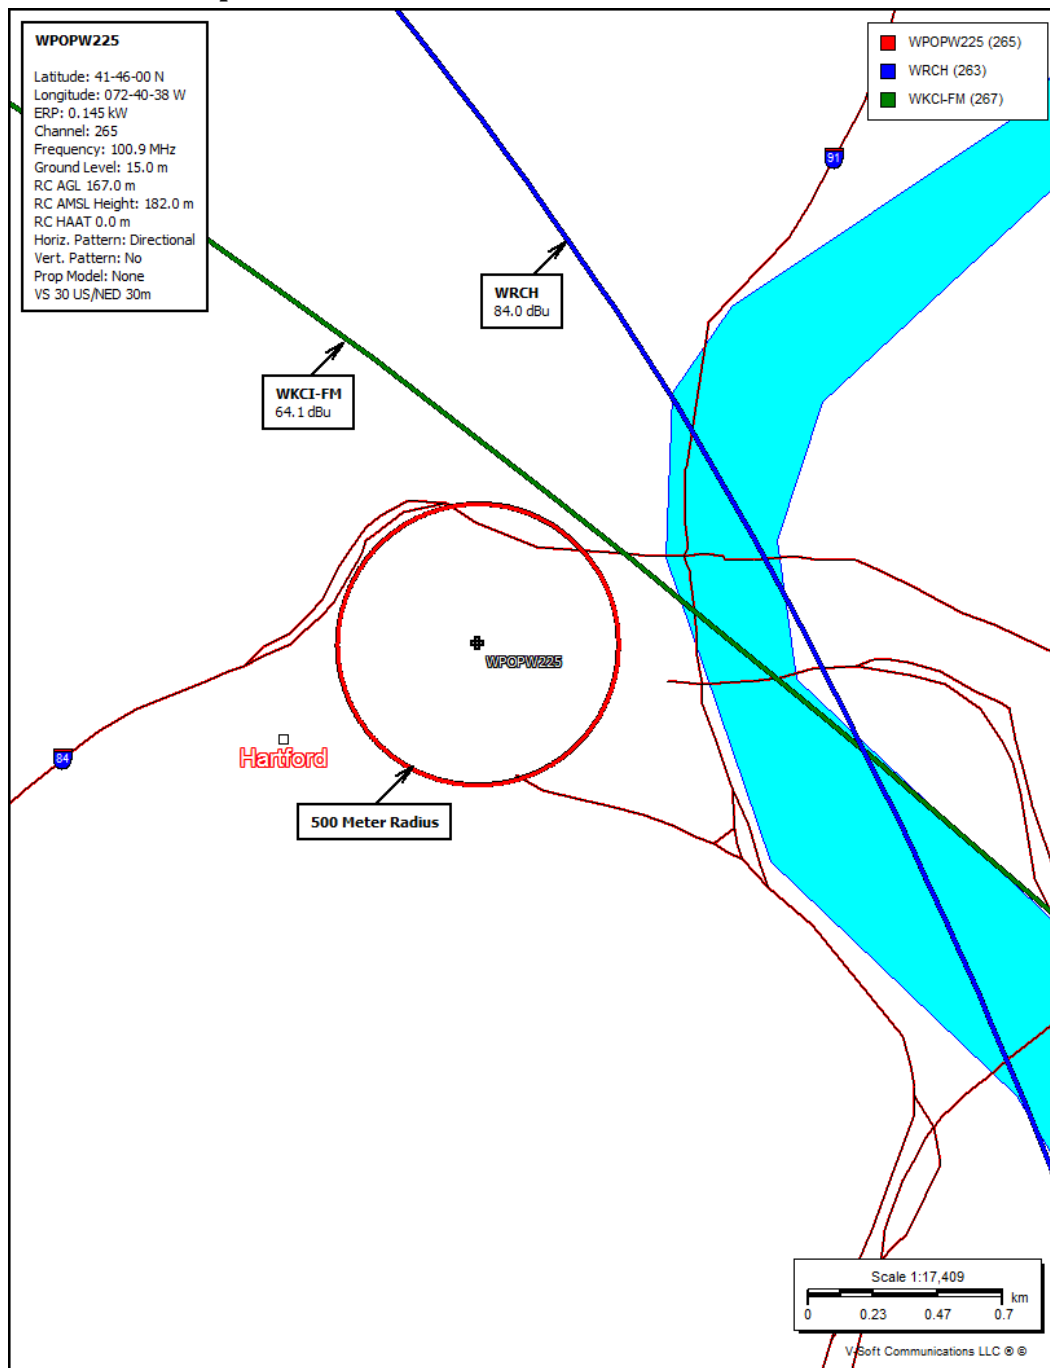 WPOPW225
Latitude: 41-46-00 N
Longitude: 072-40-38 W
ERP: 0.145 kW
Channel: 265
Frequency: 100.9 MHz
Ground Level: 15.0 m
RC AGL 167.0 m
RC AMSL Height: 182.0 m
RC HAAT 0.0 m
Horiz. Pattern: Directional
Vert. Pattern: No
Prop Model: None
VS 30 US/NED 30m
WPOPW225 (265)
WRCH (263)
WKCI-FM (267)
91
WRCH
84.0 dBu
WKCI-FM
64.1 dBu
WPOPW225
Hartford
84
500 Meter Radius
Scale 1:17,409
km
0 0.23 0.47 0.7
V-Soft Communications LLC ® ©